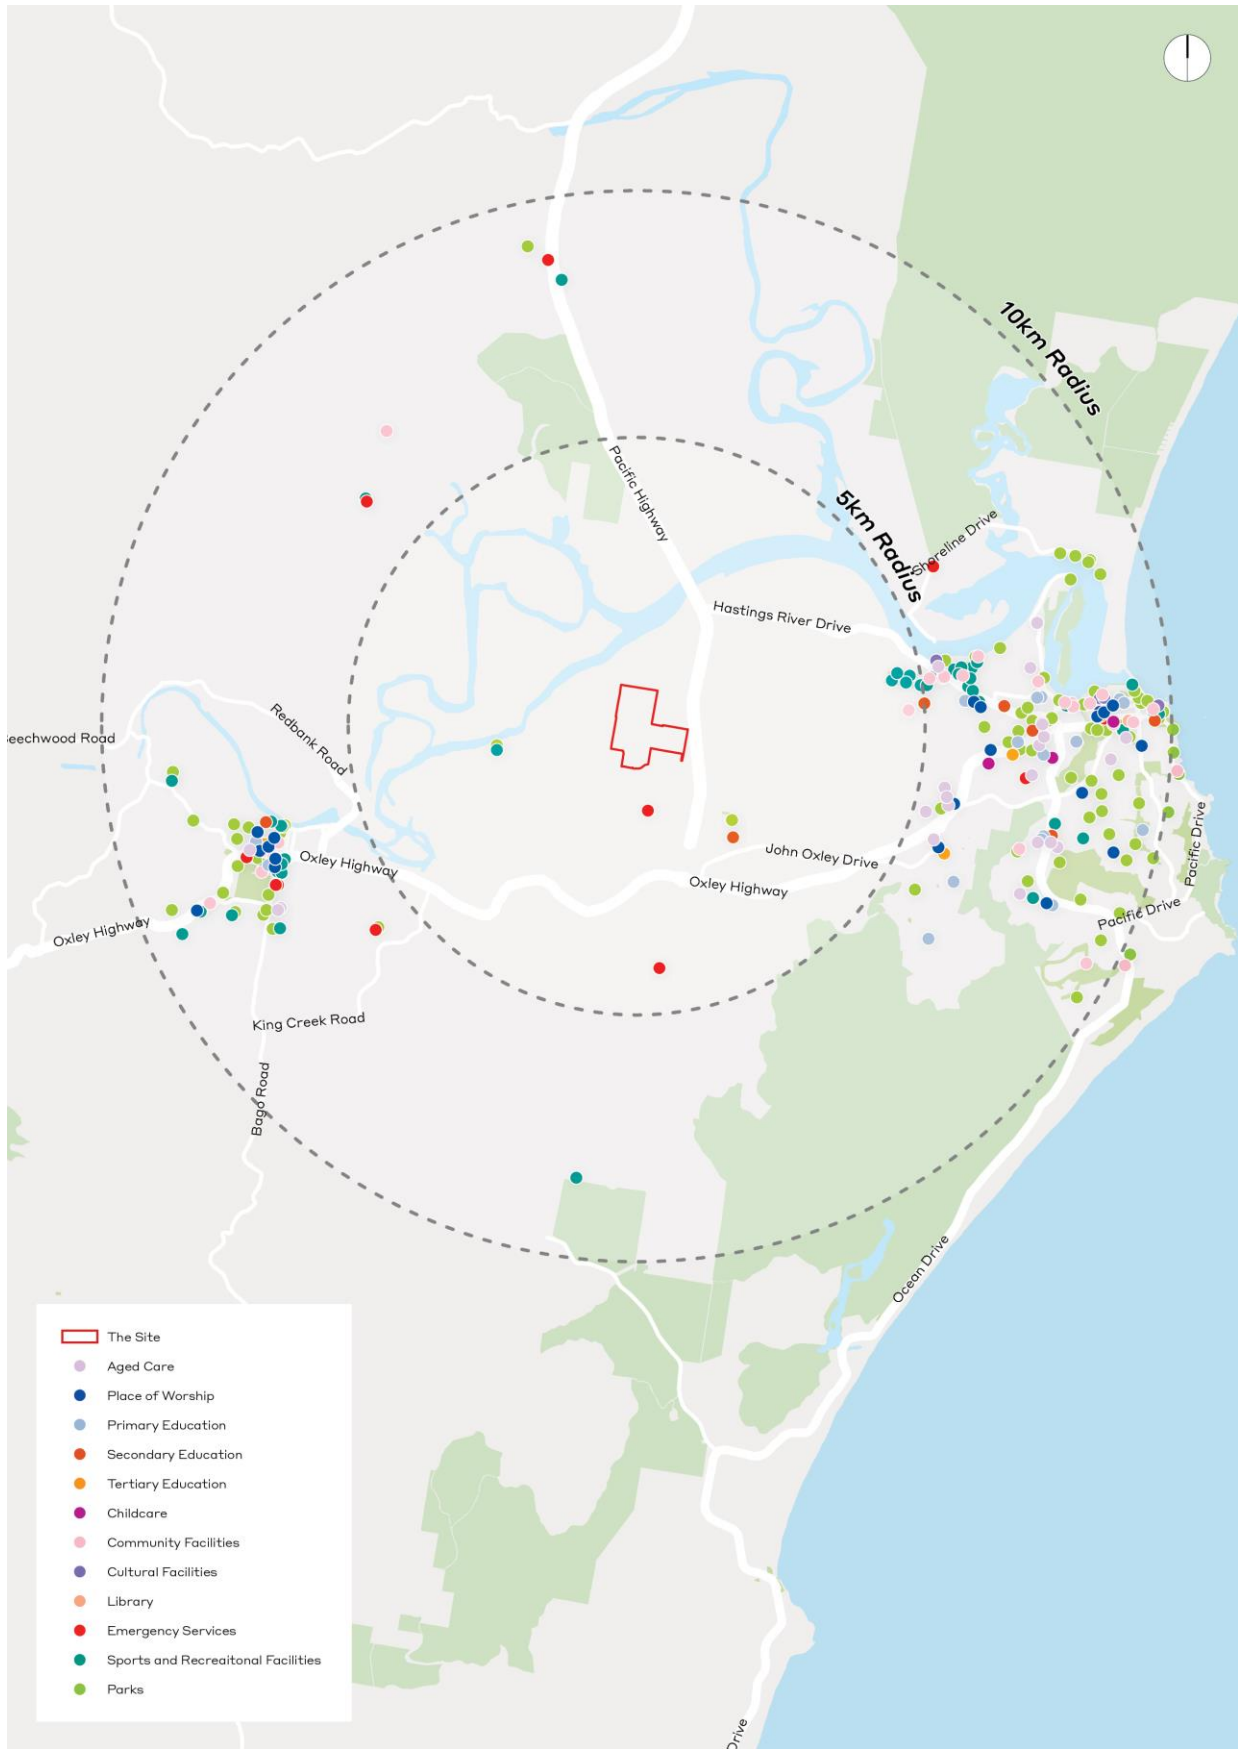 10km Radius
5km Radius
Pacific Highway
Shoreline Drive
Hastings River Drive
Redbank Road
Beechwood Road
Oxley Highway
John Oxley Drive
Oxley Highway
Pacific Drive
Pacific Drive
Oxley Highway
King Creek Road
Bago Road
Ocean Drive
Drive
The Site
Aged Care
Place of Worship
Primary Education
Secondary Education
Tertiary Education
Childcare
Community Facilities
Cultural Facilities
Library
Emergency Services
Sports and Recreaitonal Facilities
Parks